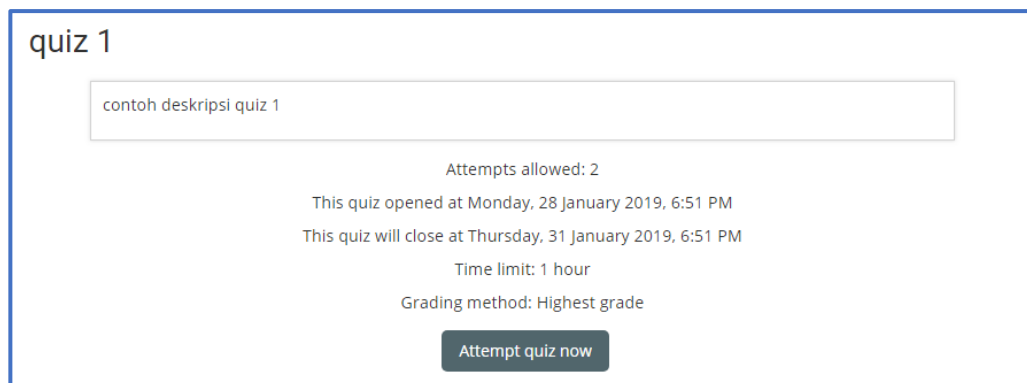 quiz 1
contoh deskripsi quiz 1
Attempts allowed: 2
This quiz opened at Monday, 28 January 2019, 6:51 PM
This quiz will close at Thursday, 31 January 2019, 6:51 PM
Time limit: 1 hour
Grading method: Highest grade
Attempt quiz now